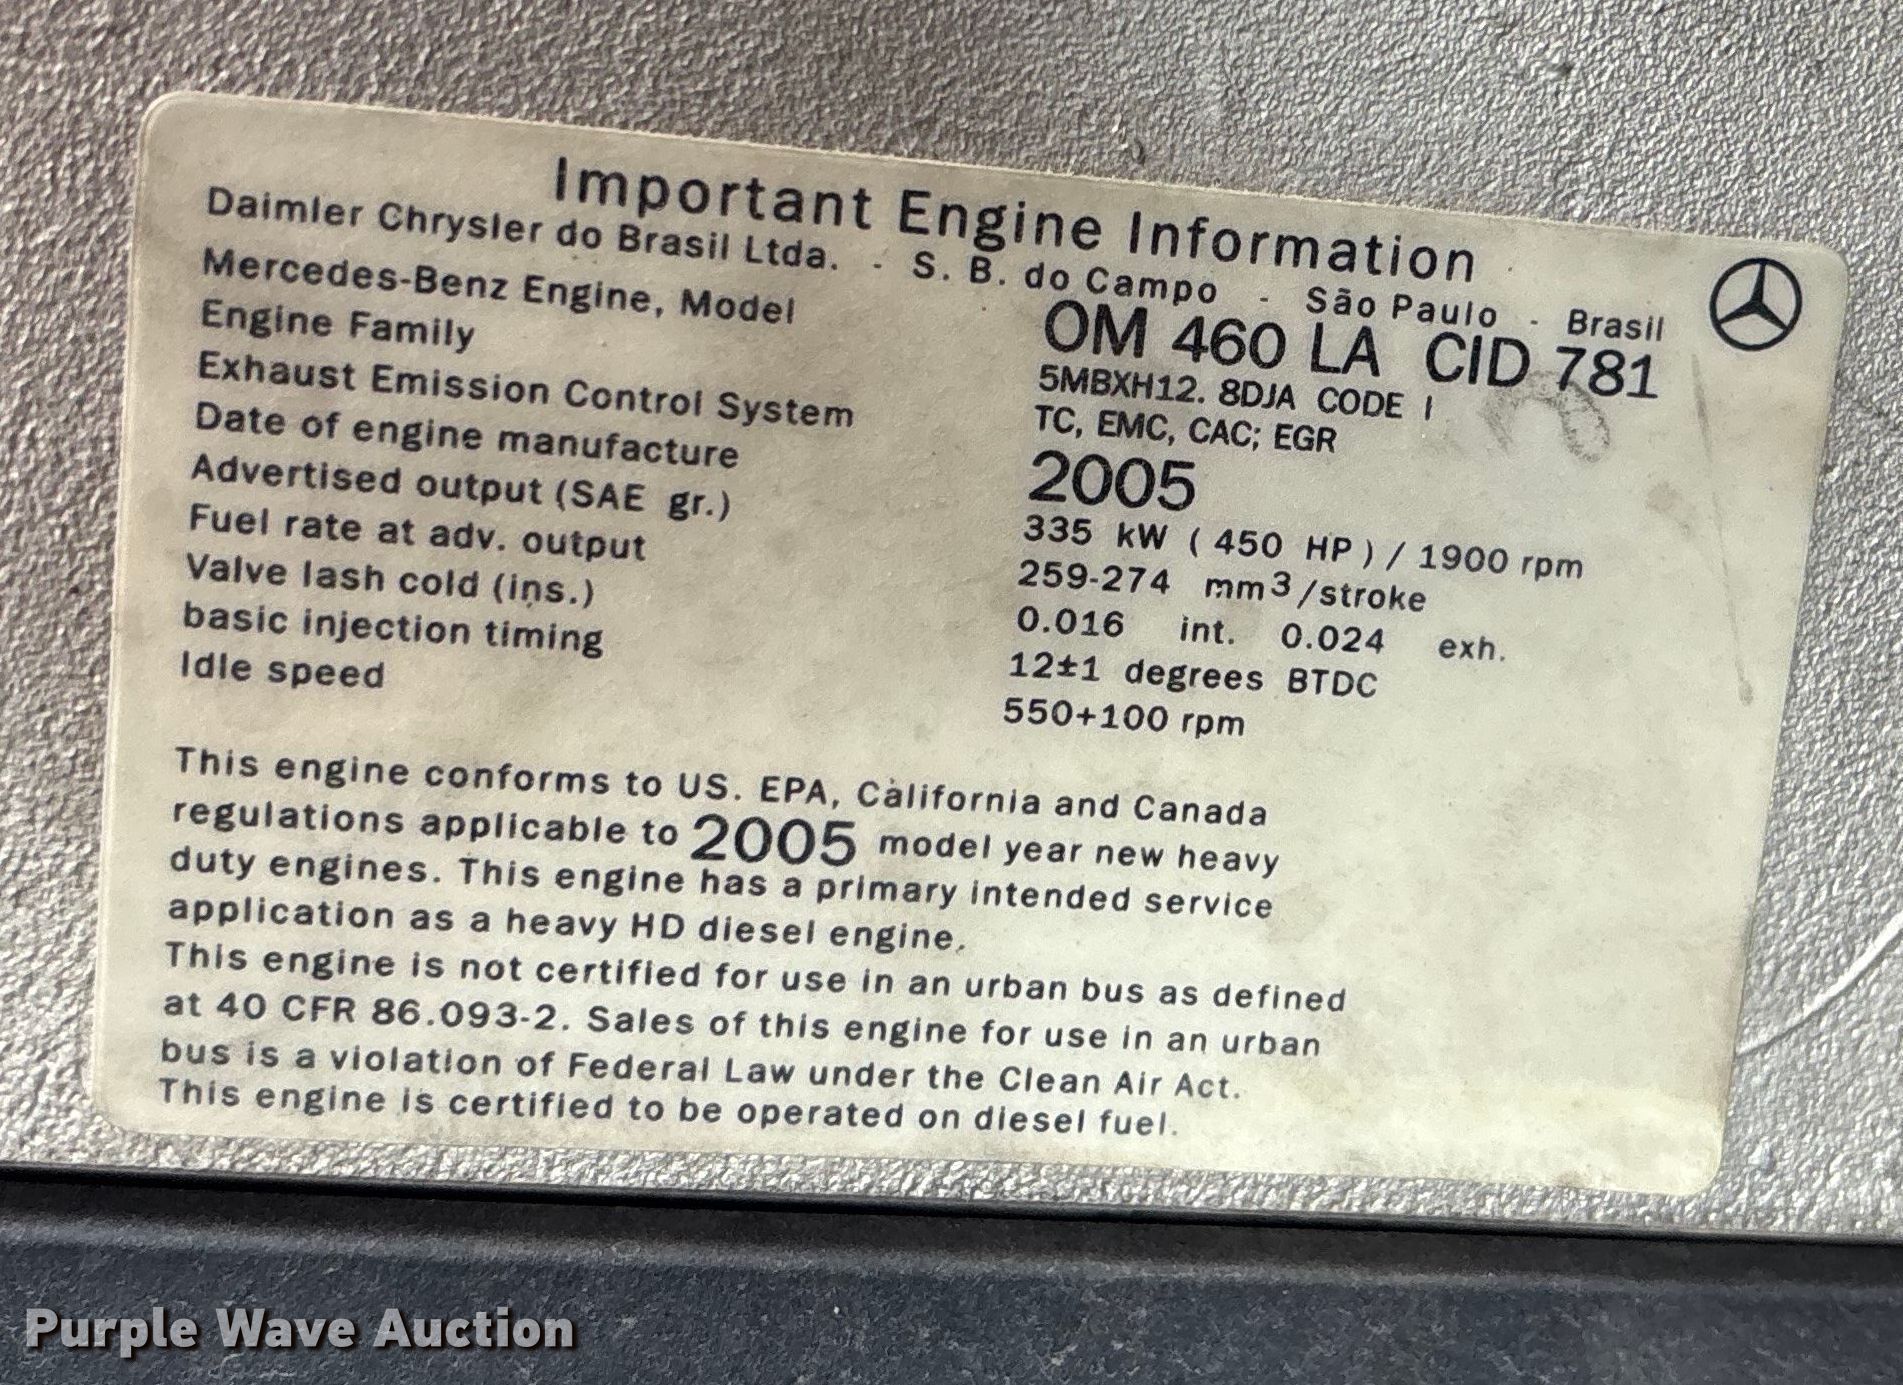 Important Engine Information
Daimler Chrysler do Brasil Ltda. - S. B. do Campo - São Paulo - Brasil
Mercedes-Benz Engine, Model OM 460 LA CID 781
Engine Family 5MBXH12. 8DJA CODE I
Exhaust Emission Control System TC, EMC, CAC; EGR
Date of engine manufacture 2005
Advertised output (SAE gr.) 335 kW ( 450 HP ) / 1900 rpm
Fuel rate at adv. output 259-274 mm3/stroke
Valve lash cold (ins.) 0.016 int. 0.024 exh.
basic injection timing 12±1 degrees BTDC
Idle speed 550+100 rpm
This engine conforms to US. EPA, California and Canada
regulations applicable to 2005 model year new heavy
duty engines. This engine has a primary intended service
application as a heavy HD diesel engine.
This engine is not certified for use in an urban bus as defined
at 40 CFR 86.093-2. Sales of this engine for use in an urban
bus is a violation of Federal Law under the Clean Air Act.
This engine is certified to be operated on diesel fuel.
Purple Wave Auction